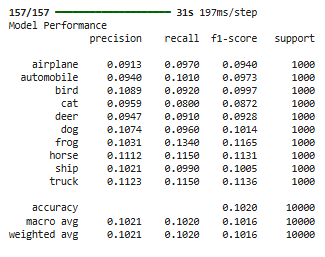 157/157 ━━━━━━━━━━━━━━━━━━━━ 31s 197ms/step
Model Performance
precision recall f1-score support
airplane 0.0913 0.0970 0.0940 1000
automobile 0.0940 0.1010 0.0973 1000
bird 0.1089 0.0920 0.0997 1000
cat 0.0959 0.0800 0.0872 1000
deer 0.0947 0.0910 0.0928 1000
dog 0.1074 0.0960 0.1014 1000
frog 0.1031 0.1340 0.1165 1000
horse 0.1112 0.1150 0.1131 1000
ship 0.1021 0.0990 0.1005 1000
truck 0.1123 0.1150 0.1136 1000
accuracy 0.1020 10000
macro avg 0.1021 0.1020 0.1016 10000
weighted avg 0.1021 0.1020 0.1016 10000